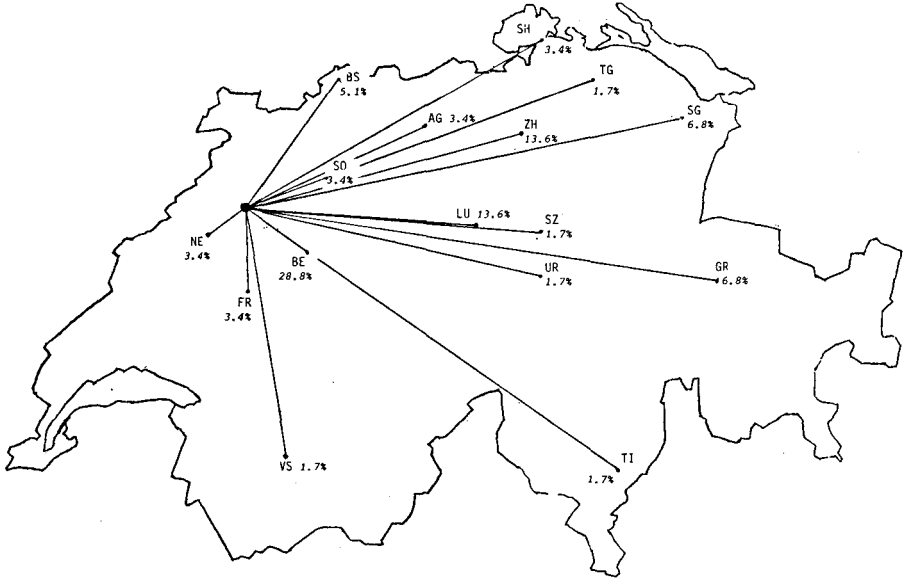 SH
3.4%
BS
5.1%
TG
1.7%
AG 3.4%
ZH
13.6%
SG
6.8%
SO
3.4%
LU 13.6%
SZ
1.7%
NE
3.4%
BE
28.8%
UR
1.7%
GR
6.8%
FR
3.4%
VS 1.7%
TI
1.7%